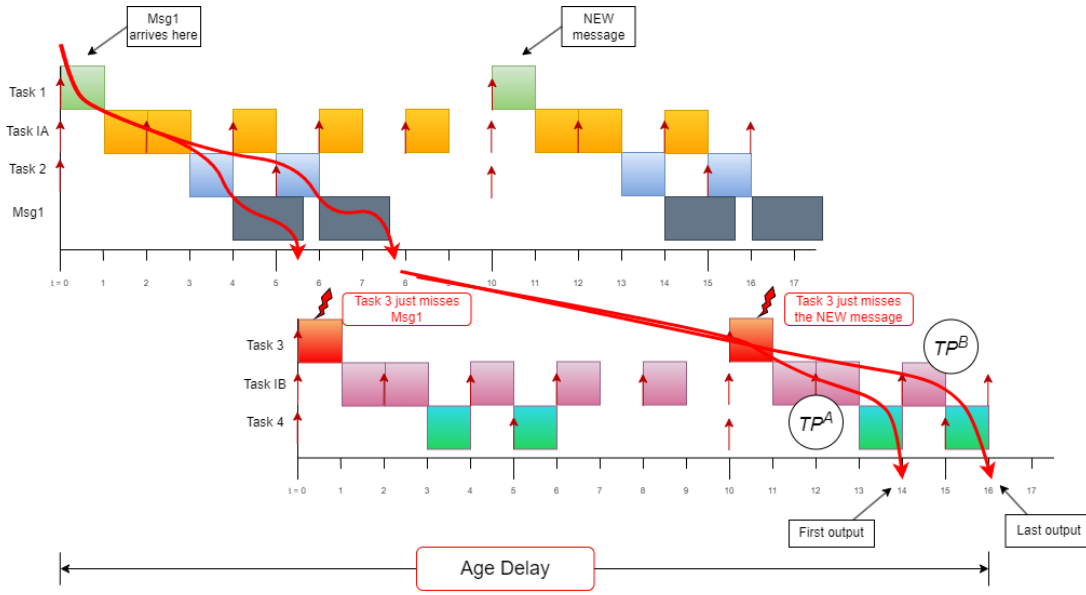 Msg1
arrives here
NEW
message
Task 1
Task IA
Task 2
Msg1
t = 0 1 2 3 4 5 6 7 8 9 10 11 12 13 14 15 16 17
Task 3 just misses
Msg1
Task 3 just misses
the NEW message
Task 3
Task IB
Task 4
TP^B
TP^A
t = 0 1 2 3 4 5 6 7 8 9 10 11 12 13 14 15 16 17
First output
Last output
Age Delay